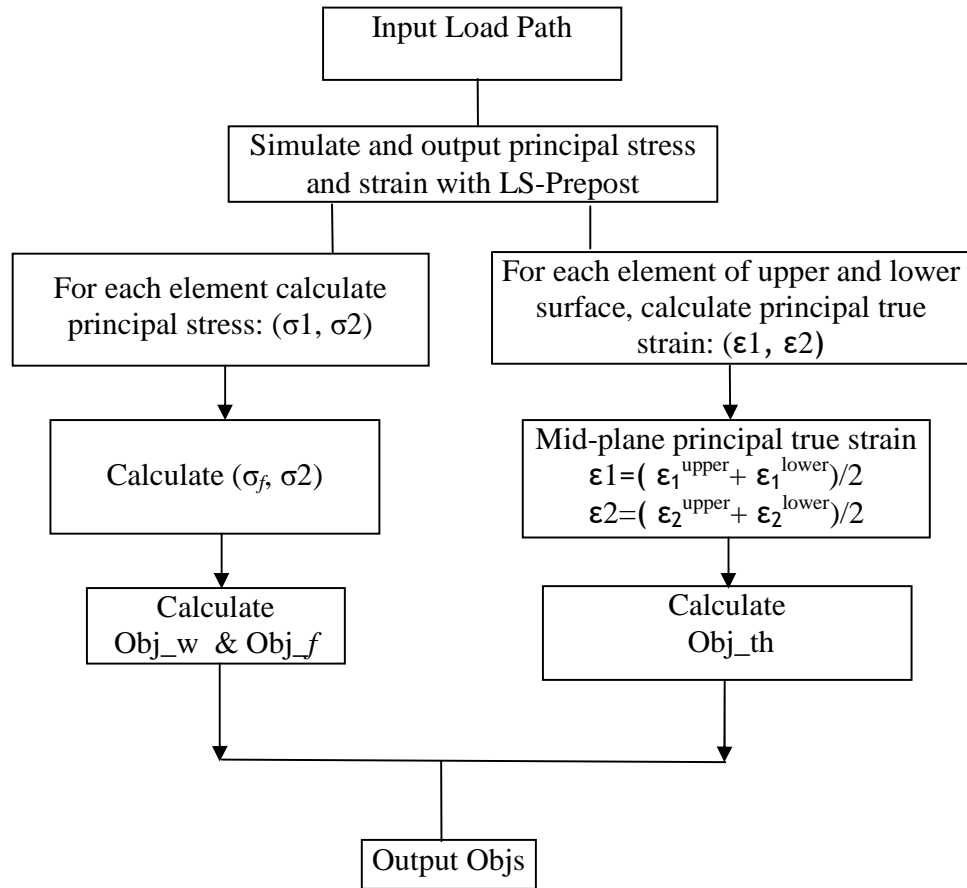 Input Load Path
Simulate and output principal stress
and strain with LS-Prepost
For each element calculate
principal stress: (σ1, σ2)
For each element of upper and lower
surface, calculate principal true
strain: (ε1, ε2)
Calculate (σf, σ2)
Mid-plane principal true strain
ε1=( ε1upper+ ε1lower)/2
ε2=( ε2upper+ ε2lower)/2
Calculate
Obj_w & Obj_f
Calculate
Obj_th
Output Objs